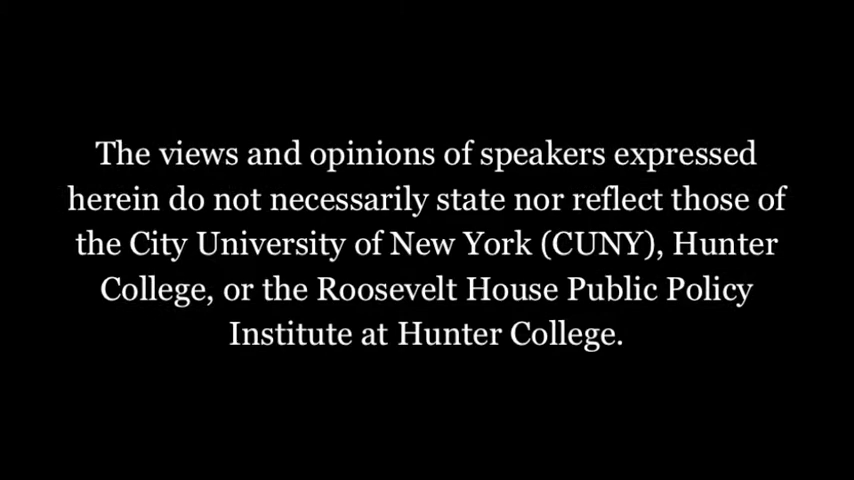 The views and opinions of speakers expressed
herein do not necessarily state nor reflect those of
the City University of New York (CUNY), Hunter
College, or the Roosevelt House Public Policy
Institute at Hunter College.